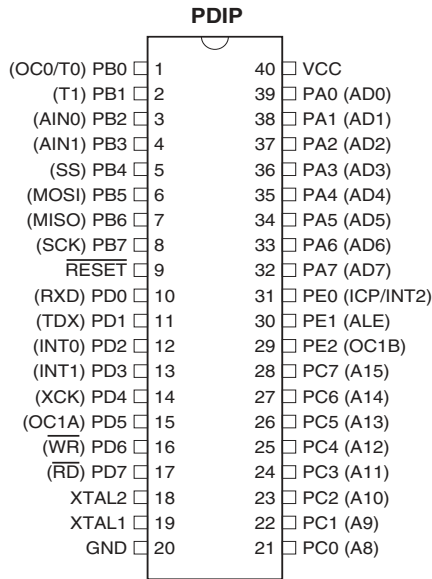 PDIP
(OC0/T0) PB0 1 40 VCC
(T1) PB1 2 39 PA0 (AD0)
(AIN0) PB2 3 38 PA1 (AD1)
(AIN1) PB3 4 37 PA2 (AD2)
(SS) PB4 5 36 PA3 (AD3)
(MOSI) PB5 6 35 PA4 (AD4)
(MISO) PB6 7 34 PA5 (AD5)
(SCK) PB7 8 33 PA6 (AD6)
RESET 9 32 PA7 (AD7)
(RXD) PD0 10 31 PE0 (ICP/INT2)
(TDX) PD1 11 30 PE1 (ALE)
(INT0) PD2 12 29 PE2 (OC1B)
(INT1) PD3 13 28 PC7 (A15)
(XCK) PD4 14 27 PC6 (A14)
(OC1A) PD5 15 26 PC5 (A13)
(WR) PD6 16 25 PC4 (A12)
(RD) PD7 17 24 PC3 (A11)
XTAL2 18 23 PC2 (A10)
XTAL1 19 22 PC1 (A9)
GND 20 21 PC0 (A8)